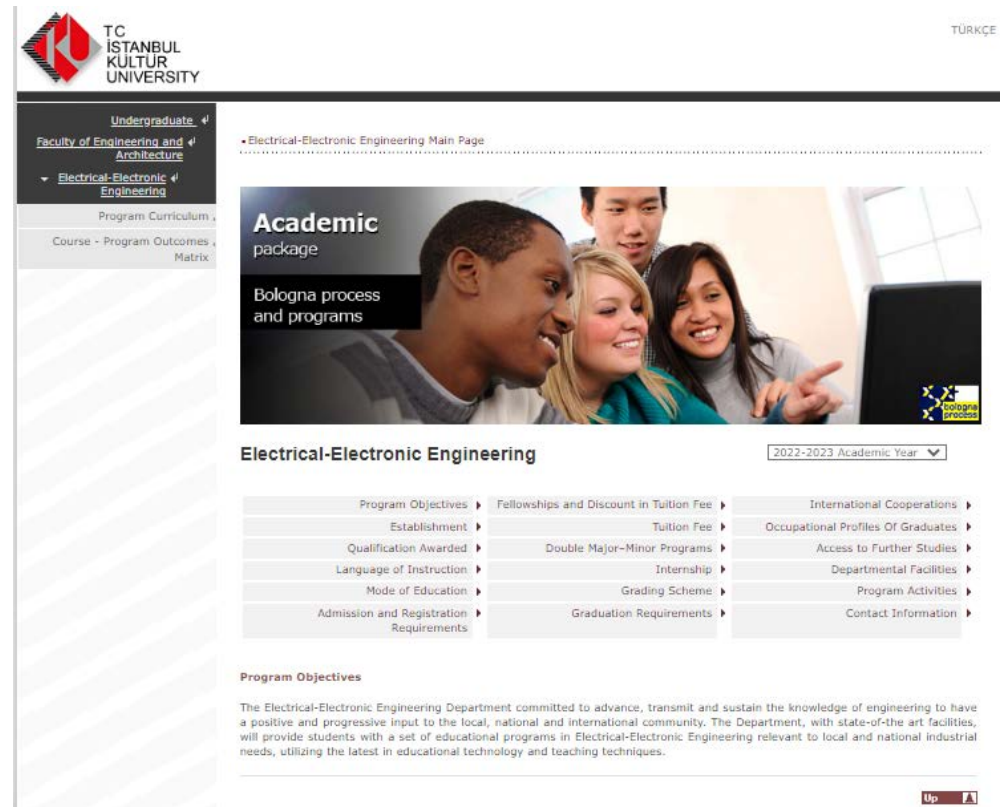 TC
İSTANBUL
KÜLTÜR
UNIVERSITY
TÜRKÇE
Undergraduate
Faculty of Engineering and
Architecture
Electrical-Electronic
Engineering
Program Curriculum
Course - Program Outcomes
Matrix
Electrical-Electronic Engineering Main Page
Academic
package
Bologna process
and programs
bologna
process
Electrical-Electronic Engineering
2022-2023 Academic Year
Program Objectives
Fellowships and Discount in Tuition Fee
International Cooperations
Establishment
Tuition Fee
Occupational Profiles Of Graduates
Qualification Awarded
Double Major–Minor Programs
Access to Further Studies
Language of Instruction
Internship
Departmental Facilities
Mode of Education
Grading Scheme
Program Activities
Admission and Registration
Requirements
Graduation Requirements
Contact Information
Program Objectives
The Electrical-Electronic Engineering Department committed to advance, transmit and sustain the knowledge of engineering to have
a positive and progressive input to the local, national and international community. The Department, with state-of-the art facilities,
will provide students with a set of educational programs in Electrical-Electronic Engineering relevant to local and national industrial
needs, utilizing the latest in educational technology and teaching techniques.
Up